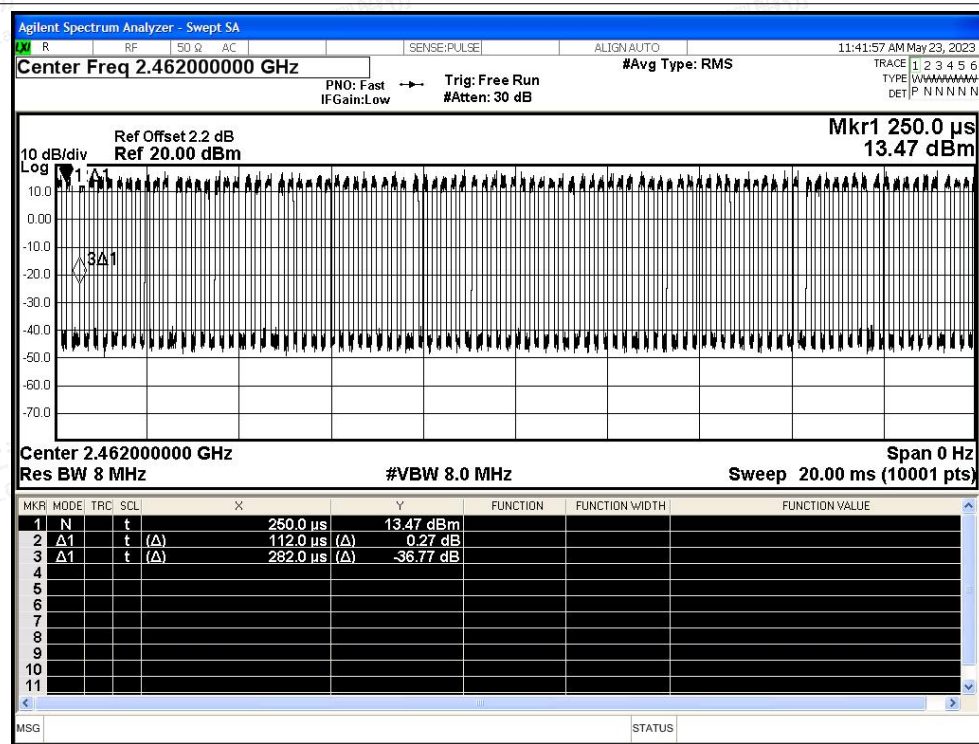 Agilent Spectrum Analyzer - Swept SA
LXI R RF 50 Ω AC SENSE:PULSE ALIGN AUTO 11:41:57 AM May 23, 2023
Center Freq 2.462000000 GHz #Avg Type: RMS TRACE 1 2 3 4 5 6
PNO: Fast Trig: Free Run TYPE WWWWWW
IFGain:Low #Atten: 30 dB DET P N N N N N
Mkr1 250.0 µs
Ref Offset 2.2 dB
10 dB/div Ref 20.00 dBm 13.47 dBm
Log
1 Δ1
10.0
0.00
-10.0
3Δ1
-20.0
-30.0
-40.0
-50.0
-60.0
-70.0
Center 2.462000000 GHz Span 0 Hz
Res BW 8 MHz #VBW 8.0 MHz Sweep 20.00 ms (10001 pts)
MKR MODE TRC SCL X Y FUNCTION FUNCTION WIDTH FUNCTION VALUE
1 N t 250.0 µs 13.47 dBm
2 Δ1 t (Δ) 112.0 µs (Δ) 0.27 dB
3 Δ1 t (Δ) 282.0 µs (Δ) -36.77 dB
4
5
6
7
8
9
10
11
MSG STATUS